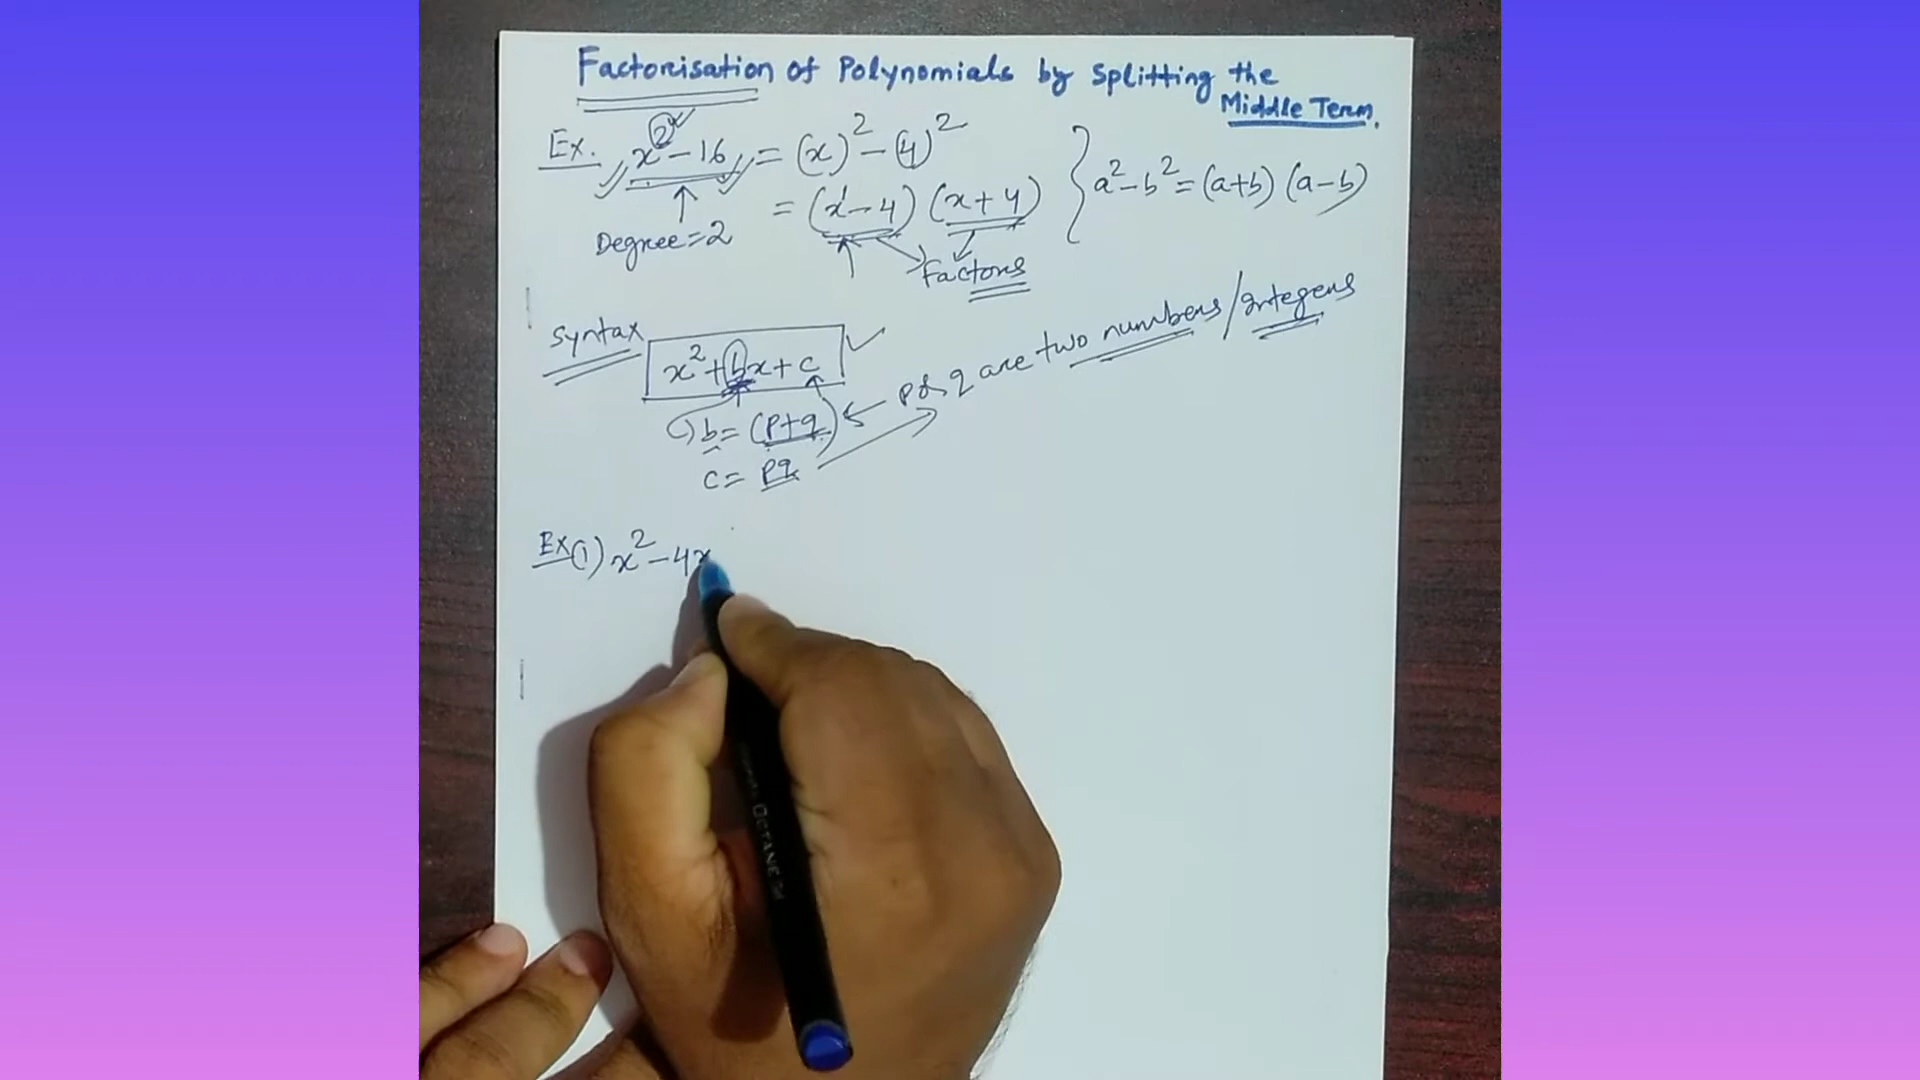 Factorisation of Polynomials by Splitting the
Middle Term.
Ex. x² - 16 = (x)² - (4)²
= (x - 4) (x + 4) } a² - b² = (a+b) (a-b)
Degree = 2
Factors
Syntax x² + bx + c
b = (p+q) ← p & q are two numbers/integers
c = pq
Ex (1) x² - 4x
OCTANE